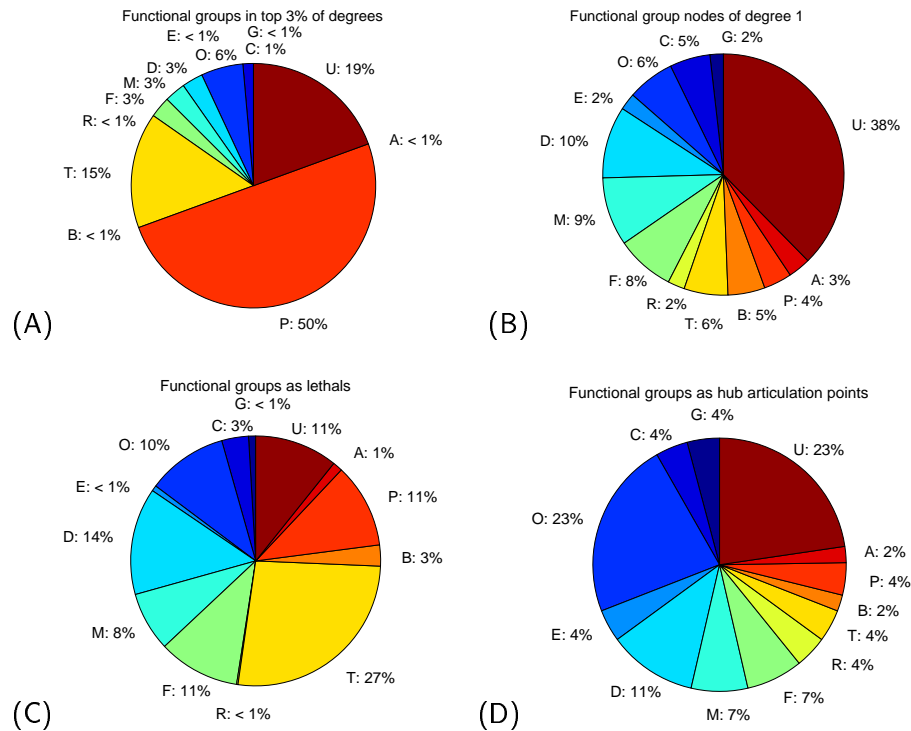 Functional groups in top 3% of degrees
G: < 1%
E: < 1%
C: 1%
O: 6%
U: 19%
D: 3%
M: 3%
F: 3%
R: < 1%
A: < 1%
T: 15%
B: < 1%
P: 50%
(A)
Functional group nodes of degree 1
G: 2%
C: 5%
O: 6%
E: 2%
U: 38%
D: 10%
M: 9%
F: 8%
A: 3%
R: 2%
P: 4%
B: 5%
T: 6%
(B)
Functional groups as lethals
G: < 1%
C: 3%
U: 11%
O: 10%
A: 1%
E: < 1%
P: 11%
D: 14%
B: 3%
M: 8%
T: 27%
F: 11%
R: < 1%
(C)
Functional groups as hub articulation points
G: 4%
C: 4%
U: 23%
O: 23%
A: 2%
P: 4%
B: 2%
E: 4%
T: 4%
R: 4%
D: 11%
F: 7%
M: 7%
(D)